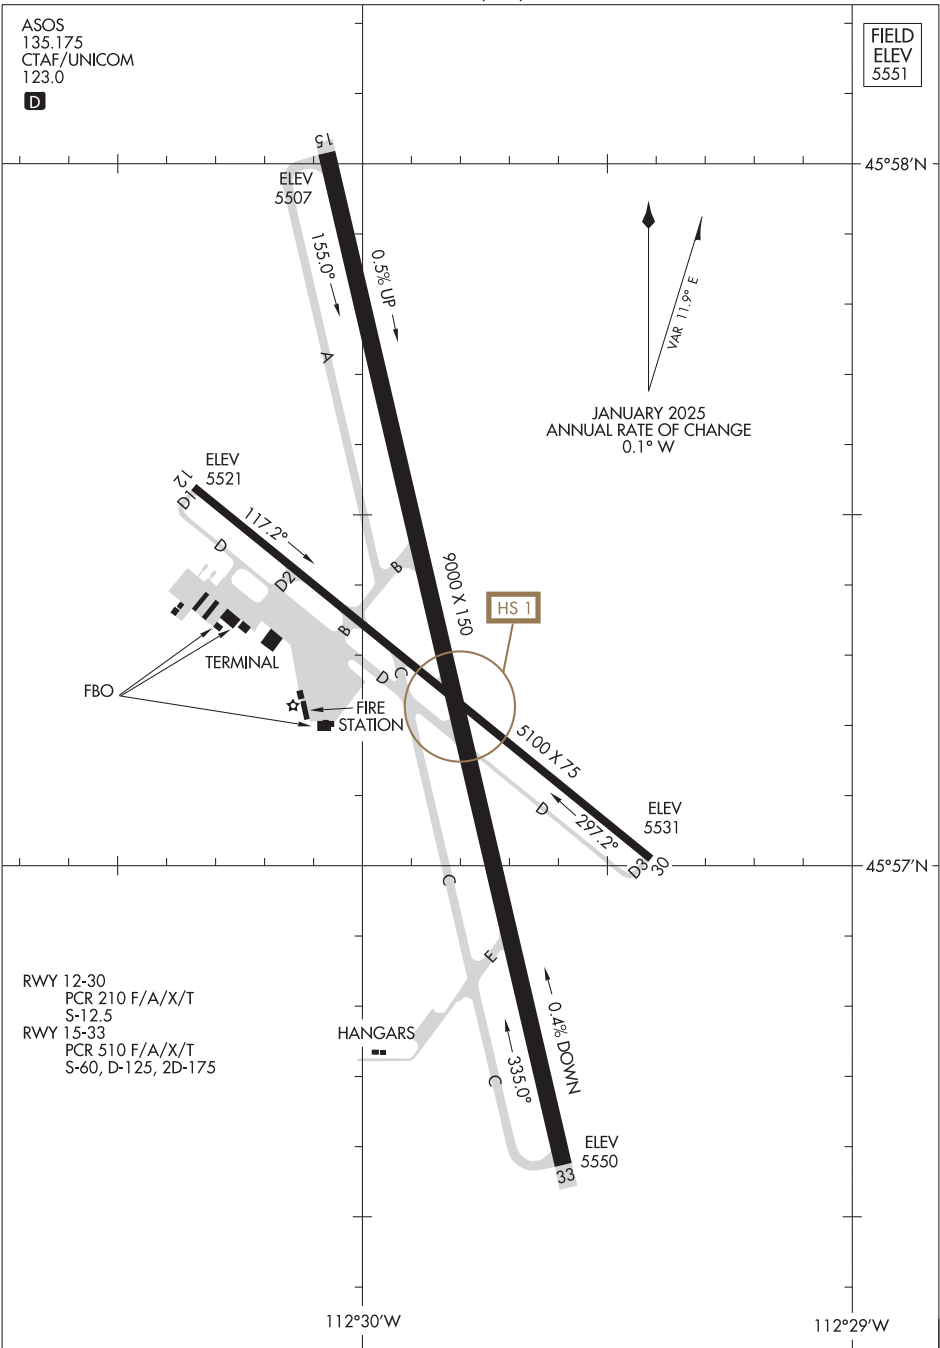 ASOS
135.175
CTAF/UNICOM
123.0
D
FIELD
ELEV
5551
15
45°58'N
ELEV
5507
155.0°
0.5% UP
VAR 11.9° E
A
JANUARY 2025
ANNUAL RATE OF CHANGE
0.1° W
ELEV
5521
12
D1
117.2°
D
D2
B
B
9000 X 150
HS 1
TERMINAL
C
D
FBO
FIRE
STATION
5100 X 75
D
297.2°
ELEV
5531
D3
30
45°57'N
C
E
RWY 12-30
PCR 210 F/A/X/T
S-12.5
RWY 15-33
PCR 510 F/A/X/T
S-60, D-125, 2D-175
HANGARS
335.0°
0.4% DOWN
C
ELEV
5550
33
112°30'W
112°29'W